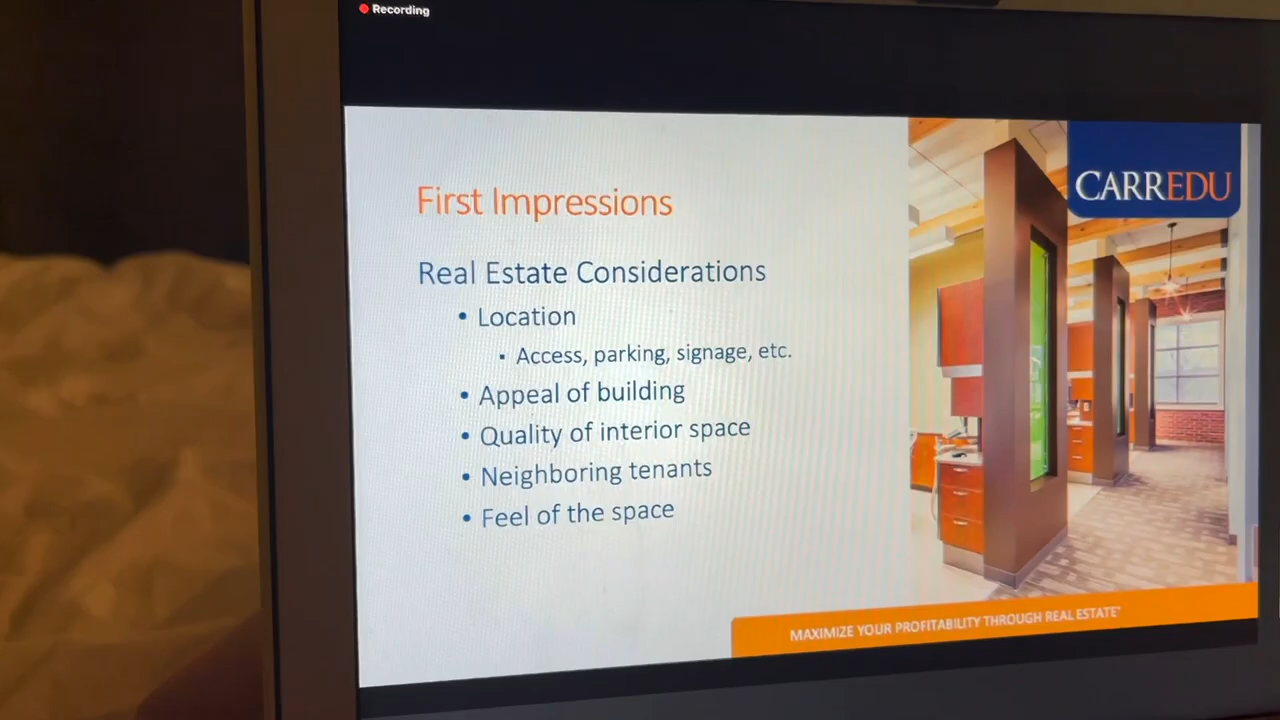 Recording
CARREDU
First Impressions
Real Estate Considerations
• Location
▪ Access, parking, signage, etc.
• Appeal of building
• Quality of interior space
• Neighboring tenants
• Feel of the space
MAXIMIZE YOUR PROFITABILITY THROUGH REAL ESTATE